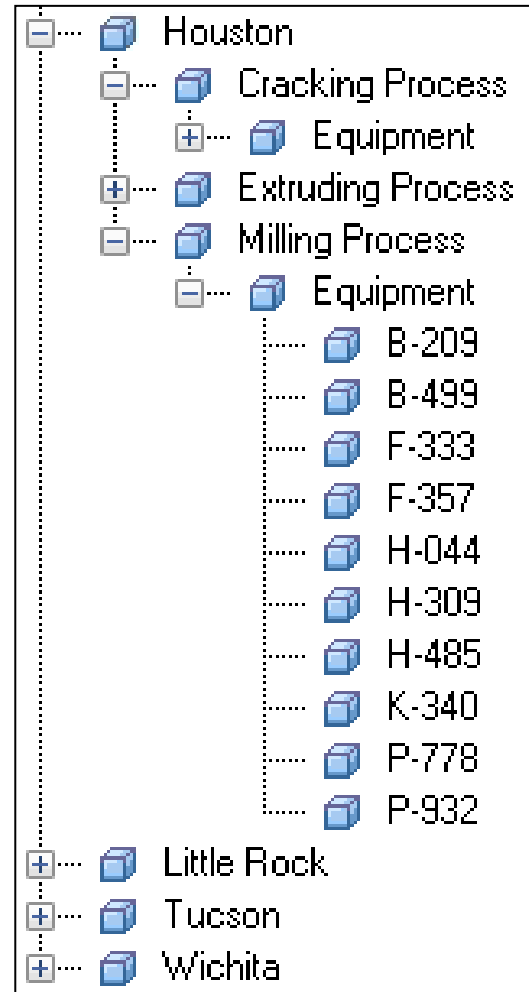 Houston
Cracking Process
Equipment
Extruding Process
Milling Process
Equipment
B-209
B-499
F-333
F-357
H-044
H-309
H-485
K-340
P-778
P-932
Little Rock
Tucson
Wichita